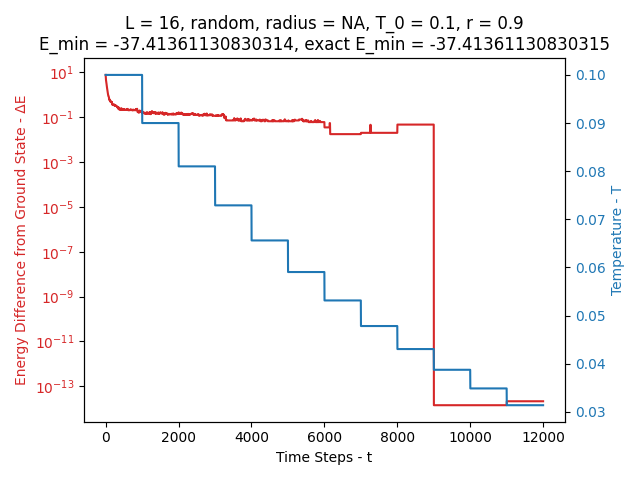 L = 16, random, radius = NA, T_0 = 0.1, r = 0.9
E_min = -37.41361130830314, exact E_min = -37.41361130830315
Energy Difference from Ground State - ΔE
10^1
10^-1
10^-3
10^-5
10^-7
10^-9
10^-11
10^-13
0.10
0.09
0.08
0.07
0.06
0.05
0.04
0.03
Temperature - T
0 2000 4000 6000 8000 10000 12000
Time Steps - t